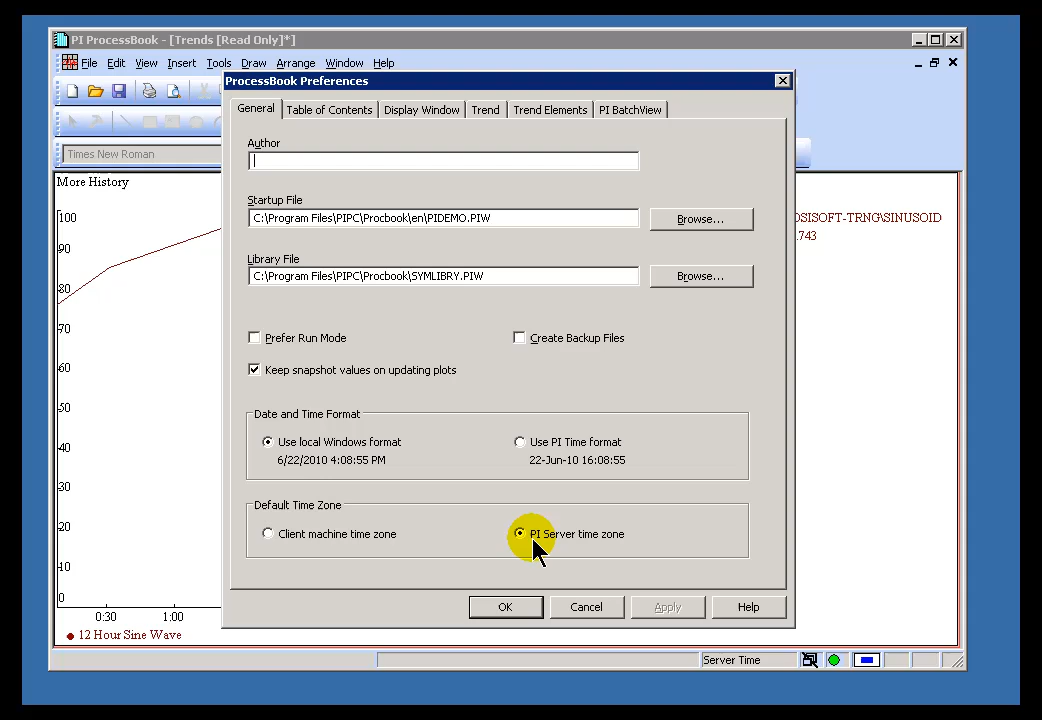 PI ProcessBook - [Trends [Read Only]*]
File Edit View Insert Tools Draw Arrange Window Help
ProcessBook Preferences
General Table of Contents Display Window Trend Trend Elements PI BatchView
Times New Roman
Author
Startup File
C:\Program Files\PIPC\Procbook\en\PIDEMO.PIW
Browse...
Library File
C:\Program Files\PIPC\Procbook\SYMLIBRY.PIW
Browse...
Prefer Run Mode Create Backup Files
Keep snapshot values on updating plots
Date and Time Format
Use local Windows format Use PI Time format
6/22/2010 4:08:55 PM 22-Jun-10 16:08:55
Default Time Zone
Client machine time zone PI Server time zone
OK Cancel Apply Help
More History
100
90
80
70
60
50
40
30
20
10
0
0:30 1:00
12 Hour Sine Wave
OSISOFT-TRNG\SINUSOID
743
Server Time